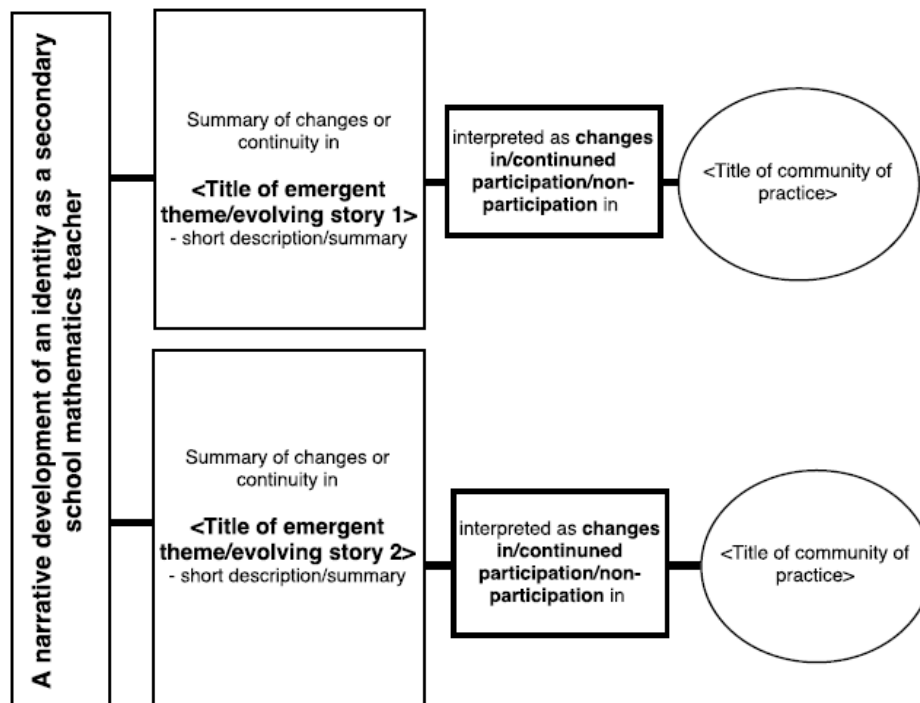 A narrative development of an identity as a secondary
school mathematics teacher
Summary of changes or
continuity in
<Title of emergent
theme/evolving story 1>
- short description/summary
interpreted as changes
in/continuned
participation/non-
participation in
<Title of community of
practice>
Summary of changes or
continuity in
<Title of emergent
theme/evolving story 2>
- short description/summary
interpreted as changes
in/continuned
participation/non-
participation in
<Title of community of
practice>